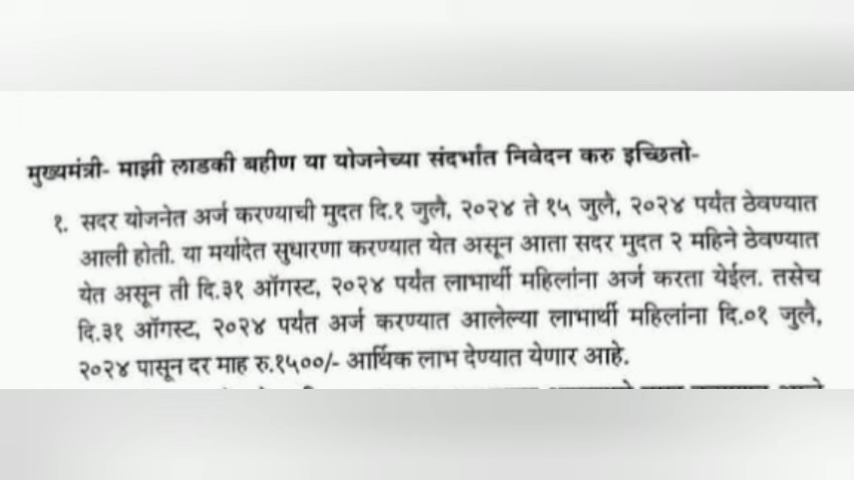 मुख्यमंत्री- माझी लाडकी बहीण या योजनेच्या संदर्भात निवेदन करु इच्छितो-
१. सदर योजनेत अर्ज करण्याची मुदत दि.१ जुलै, २०२४ ते १५ जुलै, २०२४ पर्यंत ठेवण्यात
आली होती. या मर्यादेत सुधारणा करण्यात येत असून आता सदर मुदत २ महिने ठेवण्यात
येत असून ती दि.३१ ऑगस्ट, २०२४ पर्यंत लाभार्थी महिलांना अर्ज करता येईल. तसेच
दि.३१ ऑगस्ट, २०२४ पर्यंत अर्ज करण्यात आलेल्या लाभार्थी महिलांना दि.०१ जुलै,
२०२४ पासून दर माह रु.१५००/- आर्थिक लाभ देण्यात येणार आहे.